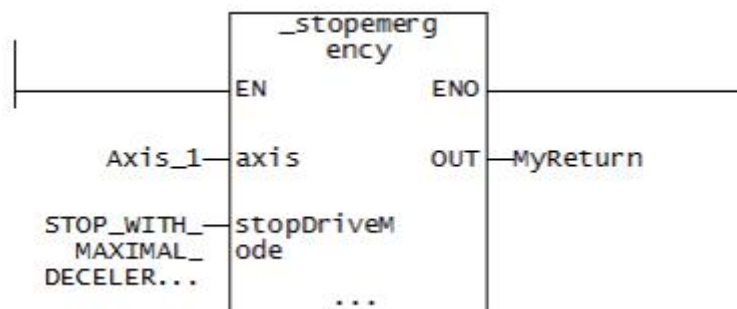 _stopemerg
ency
EN ENO
Axis_1 axis OUT MyReturn
STOP_WITH_ stopDriveM
MAXIMAL_ ode
DECELER...
...